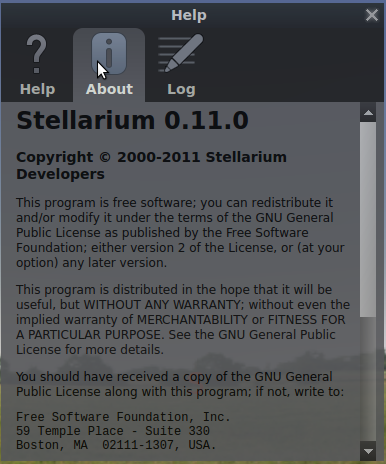 Help
Help About Log
Stellarium 0.11.0
Copyright © 2000-2011 Stellarium
Developers
This program is free software; you can redistribute it
and/or modify it under the terms of the GNU General
Public License as published by the Free Software
Foundation; either version 2 of the License, or (at your
option) any later version.
This program is distributed in the hope that it will be
useful, but WITHOUT ANY WARRANTY; without even the
implied warranty of MERCHANTABILITY or FITNESS FOR
A PARTICULAR PURPOSE. See the GNU General Public
License for more details.
You should have received a copy of the GNU General
Public License along with this program; if not, write to:
Free Software Foundation, Inc.
59 Temple Place - Suite 330
Boston, MA  02111-1307, USA.